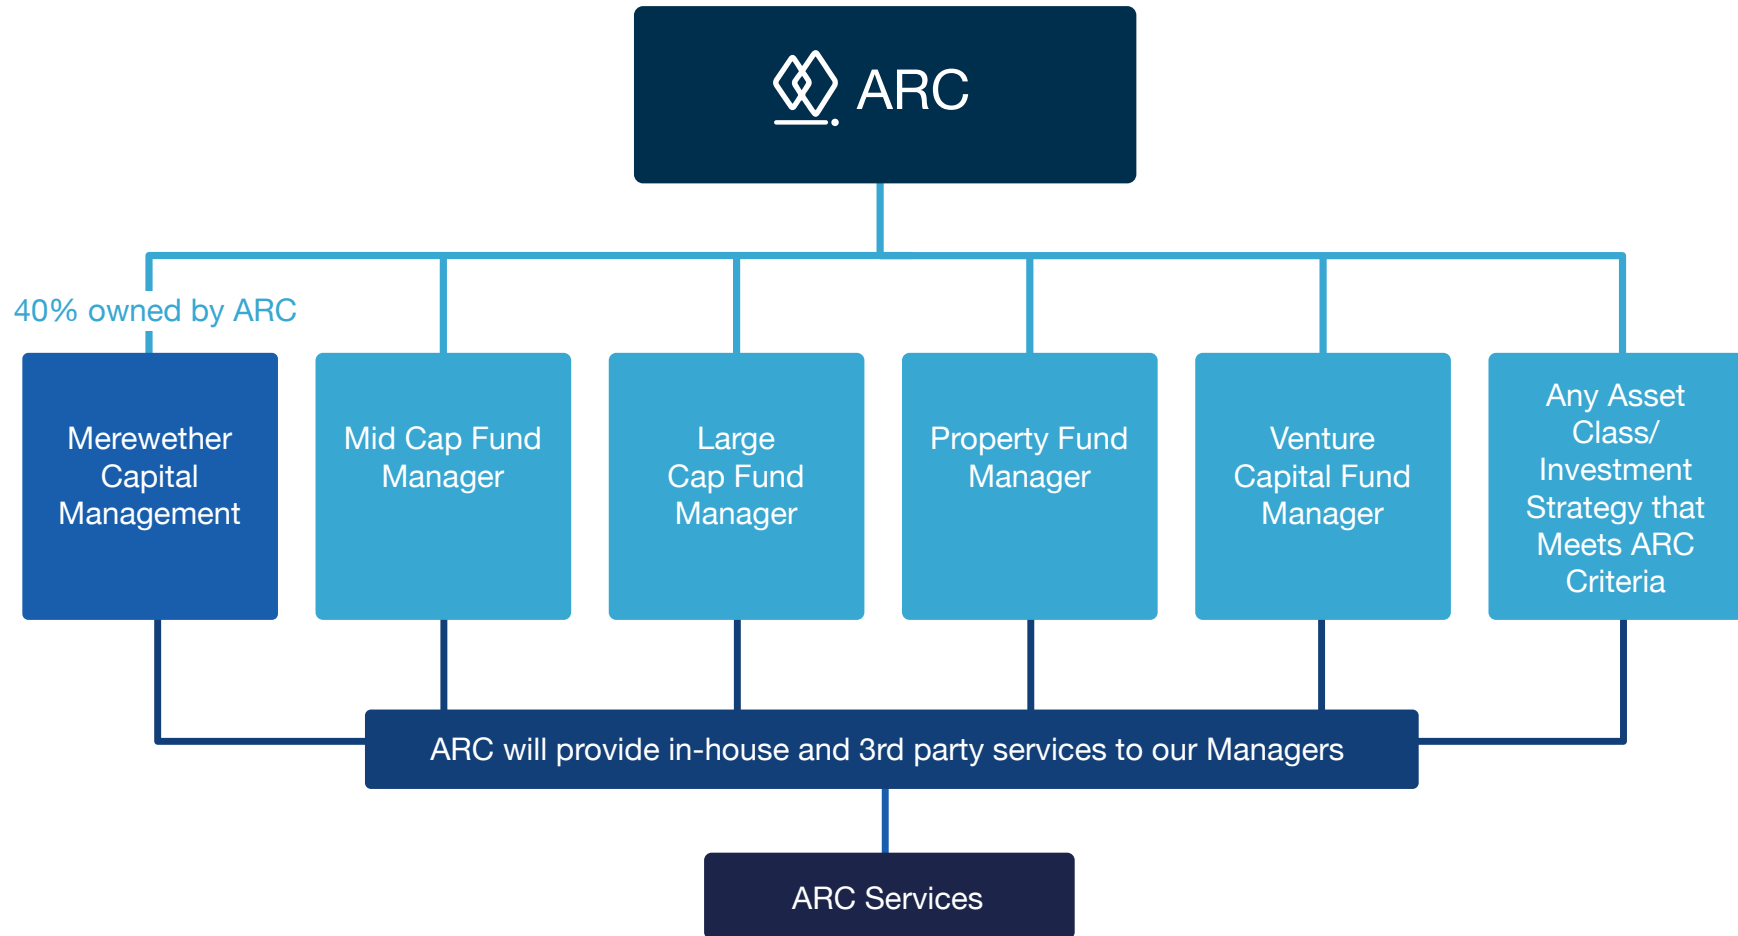 ARC
40% owned by ARC
Merewether
Capital
Management
Mid Cap Fund
Manager
Large
Cap Fund
Manager
Property Fund
Manager
Venture
Capital Fund
Manager
Any Asset
Class/
Investment
Strategy that
Meets ARC
Criteria
ARC will provide in-house and 3rd party services to our Managers
ARC Services